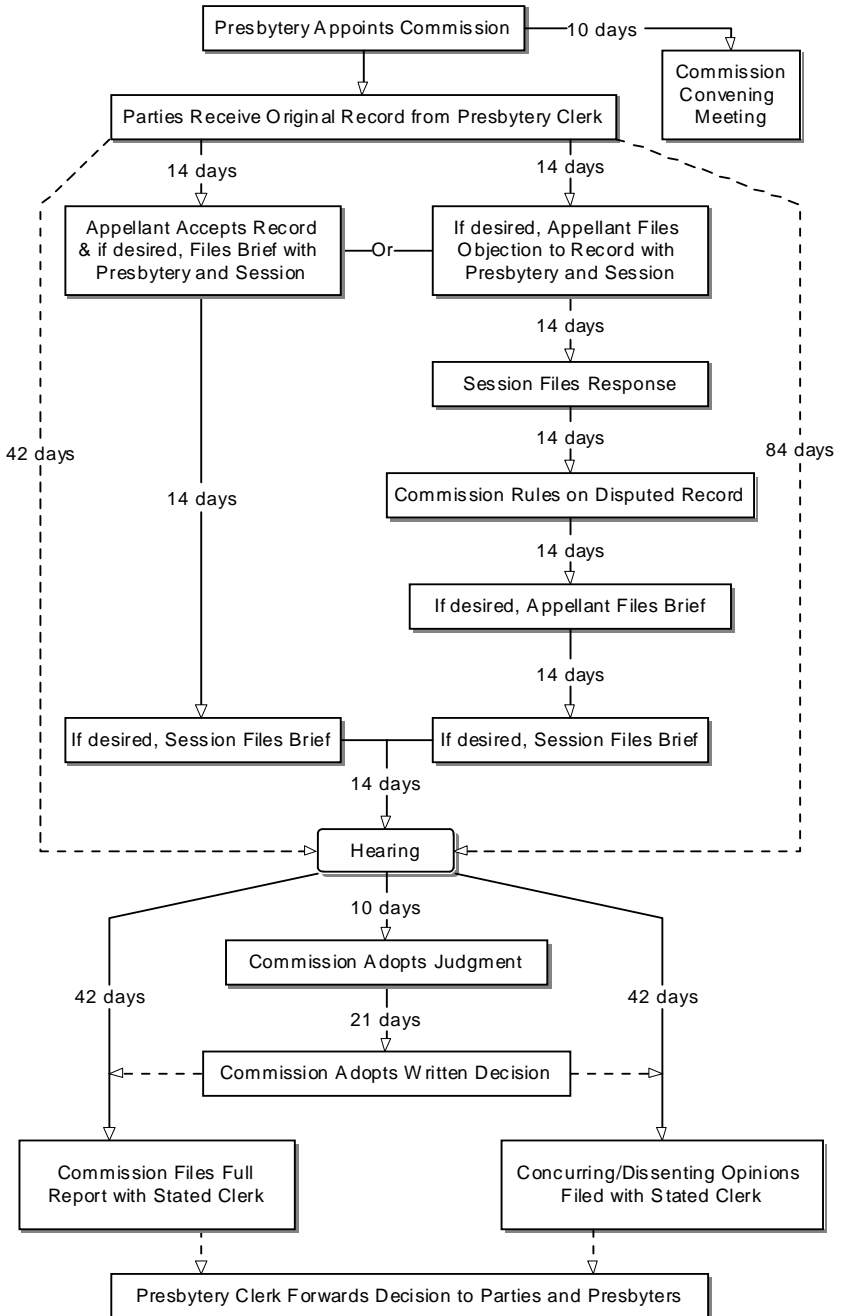 Presbytery Appoints Commission
10 days
Commission
Convening
Meeting
Parties Receive Original Record from Presbytery Clerk
14 days
14 days
Appellant Accepts Record
& if desired, Files Brief with
Presbytery and Session
Or
If desired, Appellant Files
Objection to Record with
Presbytery and Session
14 days
Session Files Response
14 days
42 days
84 days
14 days
Commission Rules on Disputed Record
14 days
If desired, Appellant Files Brief
14 days
If desired, Session Files Brief
If desired, Session Files Brief
14 days
Hearing
10 days
Commission Adopts Judgment
42 days
42 days
21 days
Commission Adopts Written Decision
Commission Files Full
Report with Stated Clerk
Concurring/Dissenting Opinions
Filed with Stated Clerk
Presbytery Clerk Forwards Decision to Parties and Presbyters